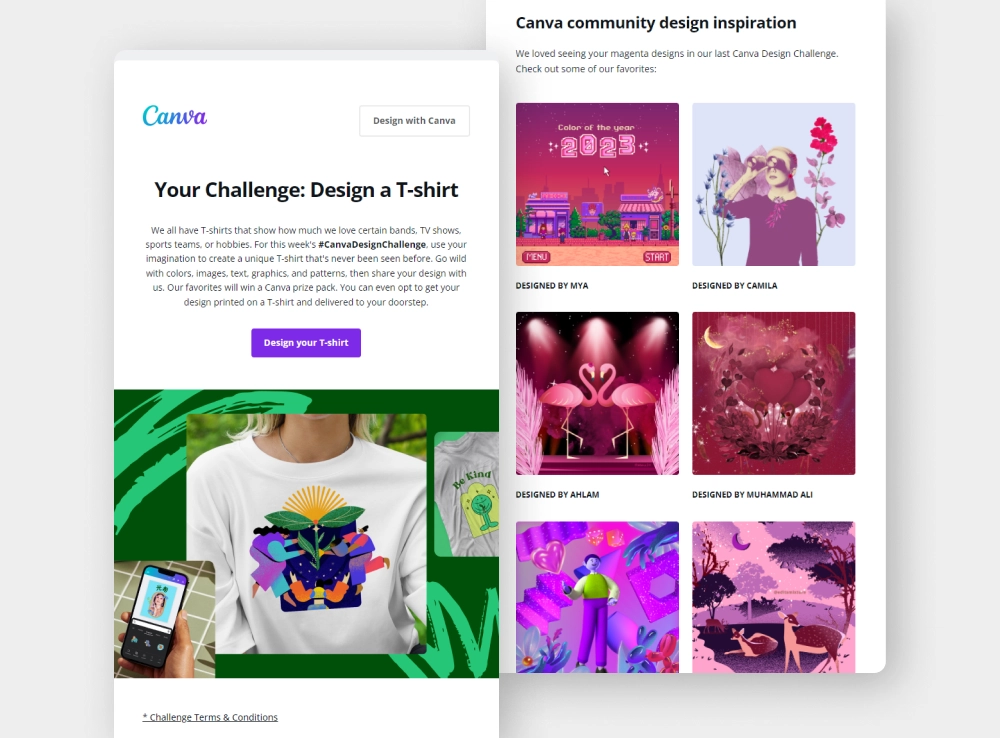 Canva
Design with Canva
Your Challenge: Design a T-shirt
We all have T-shirts that show how much we love certain bands, TV shows,
sports teams, or hobbies. For this week's #CanvaDesignChallenge, use your
imagination to create a unique T-shirt that's never been seen before. Go wild
with colors, images, text, graphics, and patterns, then share your design with
us. Our favorites will win a Canva prize pack. You can even opt to get your
design printed on a T-shirt and delivered to your doorstep.
Design your T-shirt
Be Kind
* Challenge Terms & Conditions
Canva community design inspiration
We loved seeing your magenta designs in our last Canva Design Challenge.
Check out some of our favorites:
Color of the year
2023
MENU
START
DESIGNED BY MYA
DESIGNED BY CAMILA
DESIGNED BY AHLAM
DESIGNED BY MUHAMMAD ALI